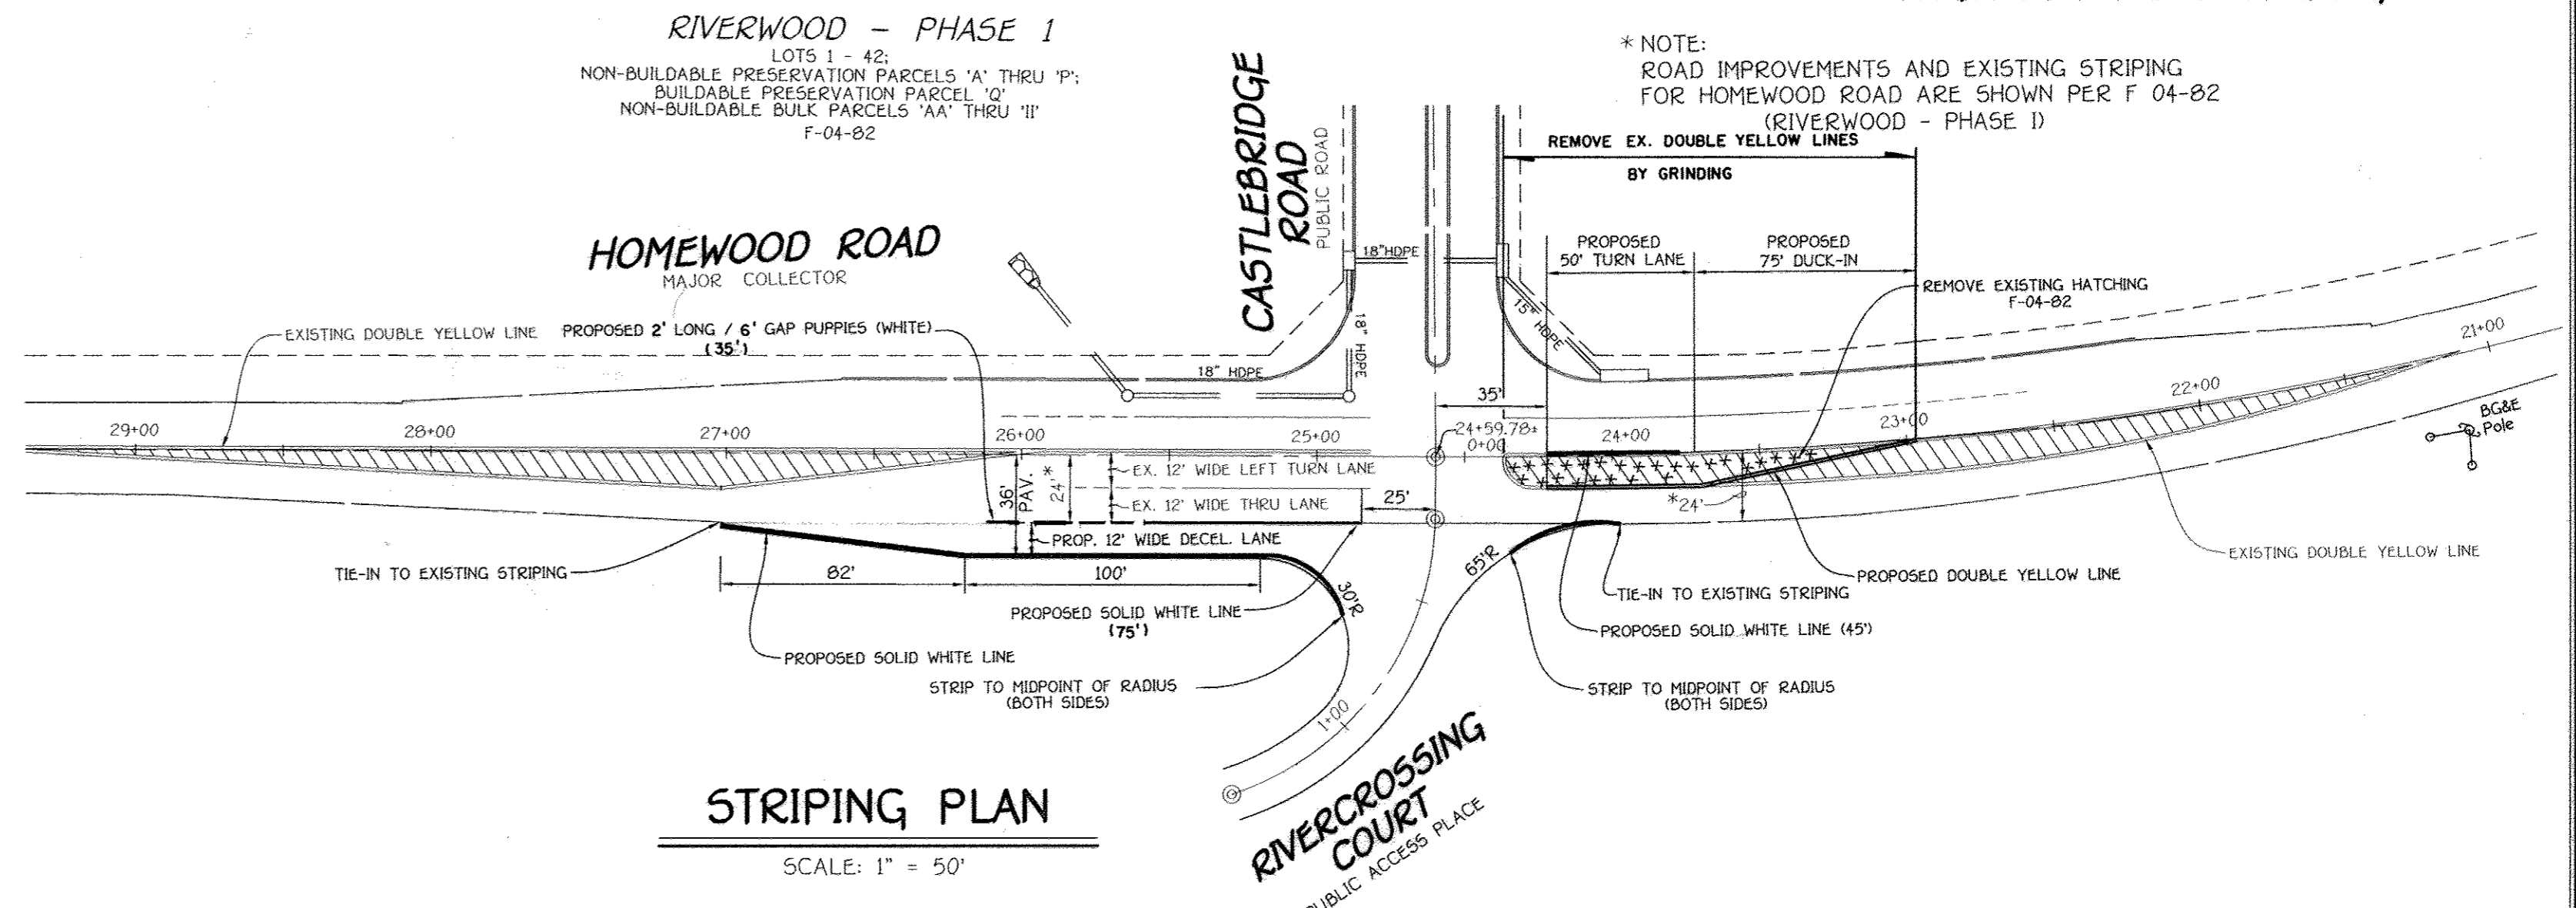 RIVERWOOD - PHASE 1
LOTS 1 - 42;
NON-BUILDABLE PRESERVATION PARCELS 'A' THRU 'P';
BUILDABLE PRESERVATION PARCEL 'Q'
NON-BUILDABLE BULK PARCELS 'AA' THRU 'II'
F-04-82
* NOTE:
ROAD IMPROVEMENTS AND EXISTING STRIPING
FOR HOMEWOOD ROAD ARE SHOWN PER F 04-82
(RIVERWOOD - PHASE I)
REMOVE EX. DOUBLE YELLOW LINES
BY GRINDING
CASTLEBRIDGE
ROAD
PUBLIC ROAD
HOMEWOOD ROAD
MAJOR COLLECTOR
18"HDPE
PROPOSED
50' TURN LANE
PROPOSED
75' DUCK-IN
REMOVE EXISTING HATCHING
F-04-82
15" HDPE
EXISTING DOUBLE YELLOW LINE
PROPOSED 2' LONG / 6' GAP PUPPIES (WHITE)
(35')
18" HDPE
18" HDPE
35'
21+00
22+00
BG&E
Pole
29+00
28+00
27+00
26+00
25+00
24+59.78±
0+00
24+00
23+00
36'
PAV.
24'*
EX. 12' WIDE LEFT TURN LANE
EX. 12' WIDE THRU LANE
25'
*24'
PROP. 12' WIDE DECEL. LANE
EXISTING DOUBLE YELLOW LINE
TIE-IN TO EXISTING STRIPING
82'
100'
30'R
65'R
PROPOSED DOUBLE YELLOW LINE
TIE-IN TO EXISTING STRIPING
PROPOSED SOLID WHITE LINE
(75')
PROPOSED SOLID WHITE LINE (45')
PROPOSED SOLID WHITE LINE
STRIP TO MIDPOINT OF RADIUS
(BOTH SIDES)
STRIP TO MIDPOINT OF RADIUS
(BOTH SIDES)
1+00
RIVERCROSSING
COURT
PUBLIC ACCESS PLACE
STRIPING PLAN
SCALE: 1" = 50'